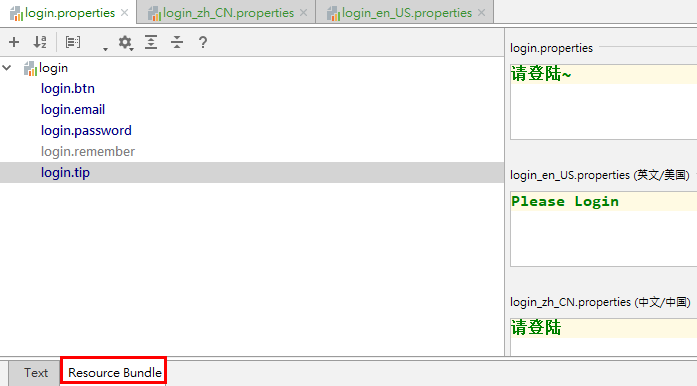 login.properties
login_zh_CN.properties
login_en_US.properties
login
login.btn
login.email
login.password
login.remember
login.tip
login.properties
请登陆~
login_en_US.properties (英文/美国)
Please Login
login_zh_CN.properties (中文/中国)
请登陆
Text
Resource Bundle